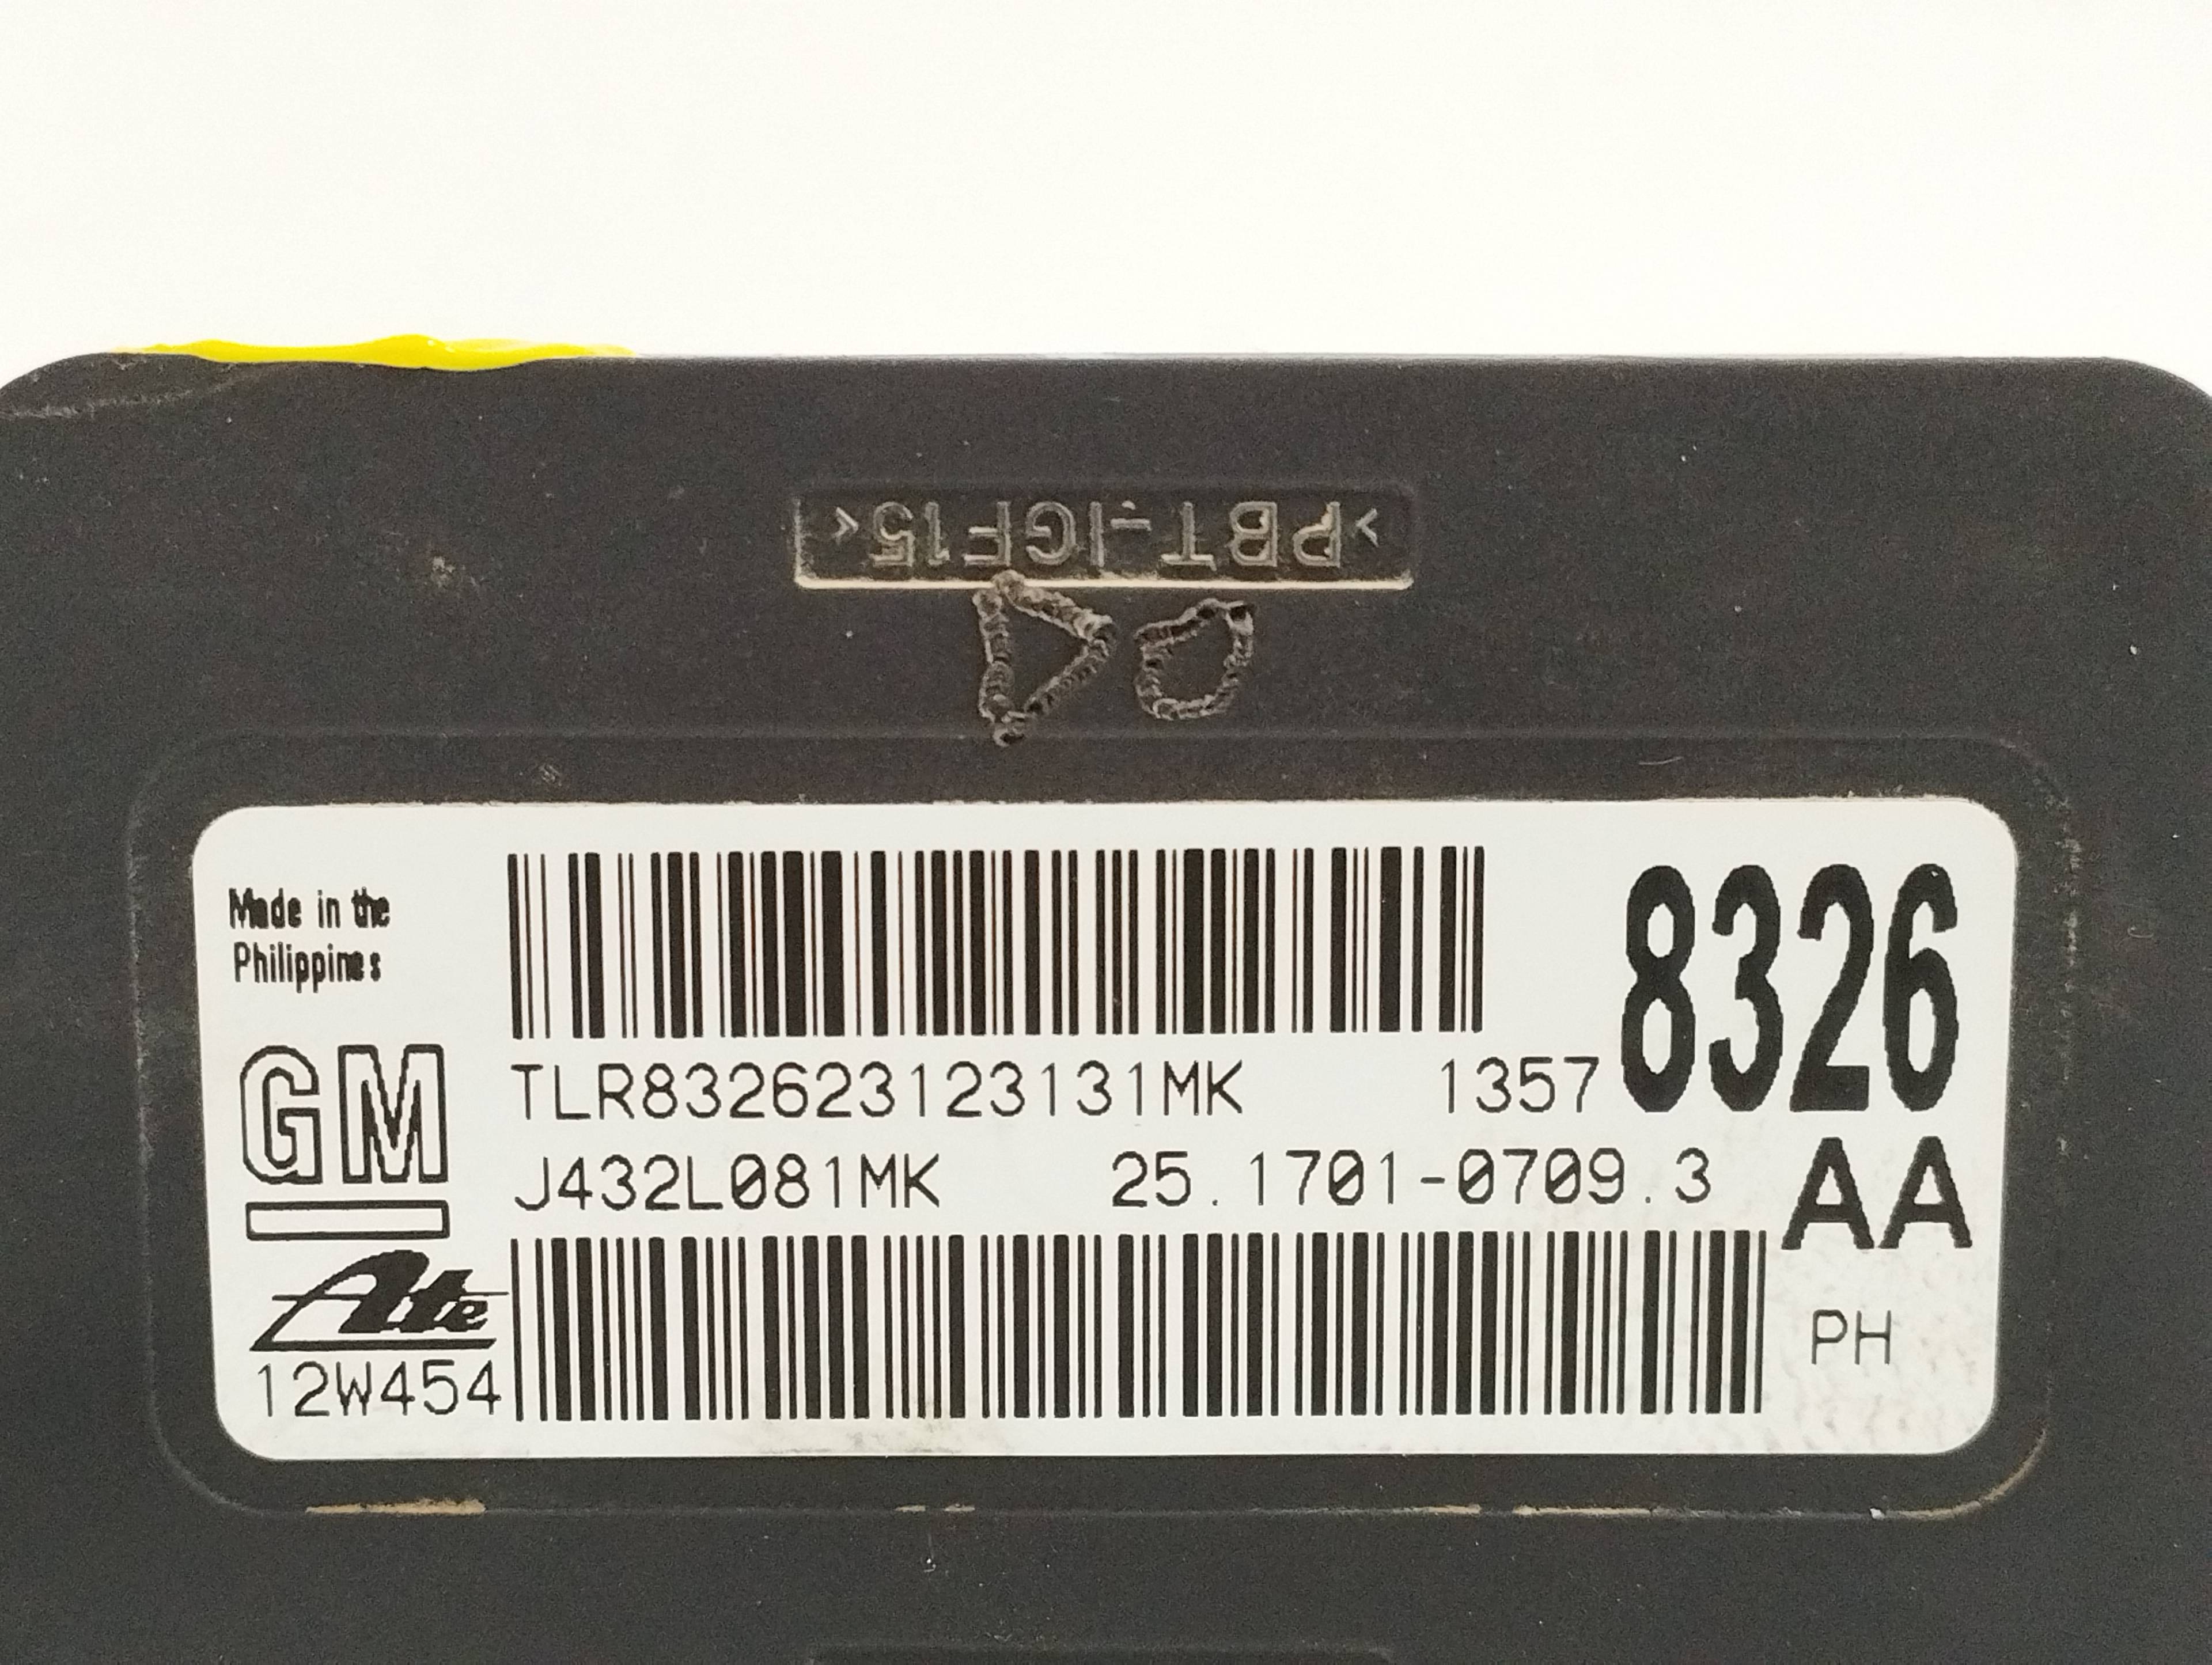 >PBT-IGF15<
Made in the
Philippines
GM
Ate
12W454
TLR832623123131MK 1357 8326
J432L081MK 25.1701-0709.3 AA
PH